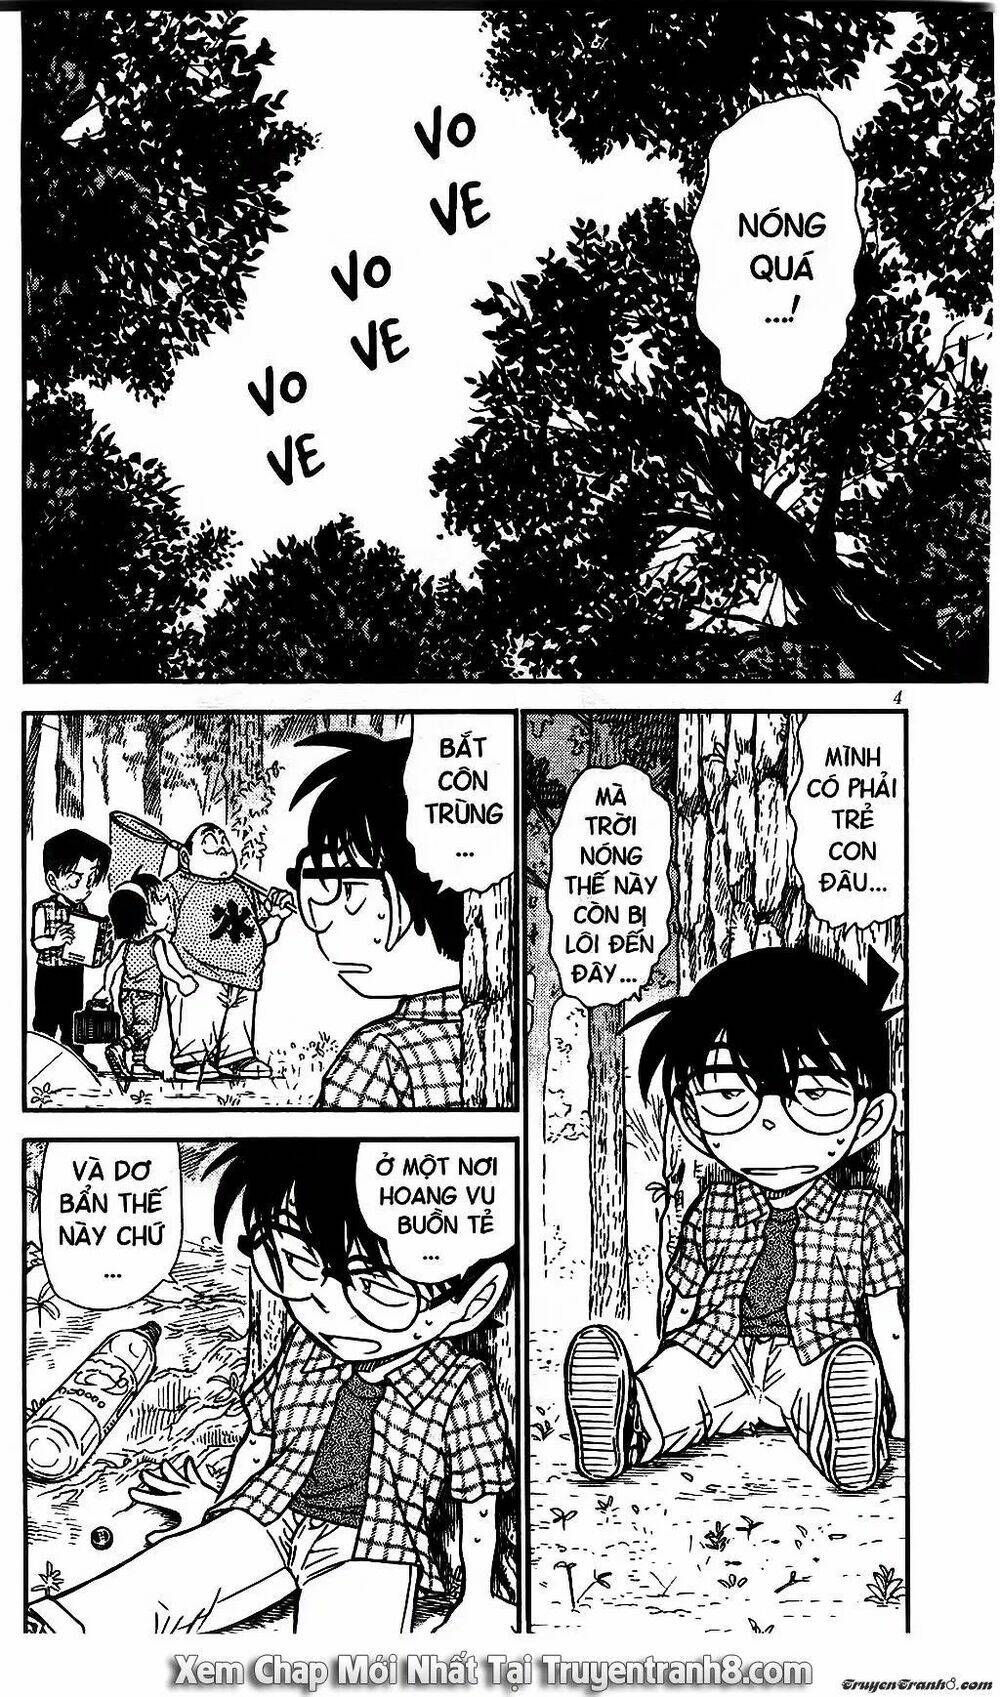 NÓNG
QUÁ
...!
VO
VE
VO
VE
VO
VE
4
MÌNH
CÓ PHẢI
TRẺ
CON
ĐÂU...
MÀ
TRỜI
NÓNG
THẾ NÀY
CÒN BỊ
LÔI ĐẾN
ĐÂY...
BẮT
CÔN
TRÙNG
...
氷
Ở MỘT NƠI
HOANG VU
BUỒN TẺ
...
VÀ DƠ
BẨN THẾ
NÀY CHỨ
...
Xem Chap Mới Nhất Tại Truyentranh8.com
TruyenTranh8.com